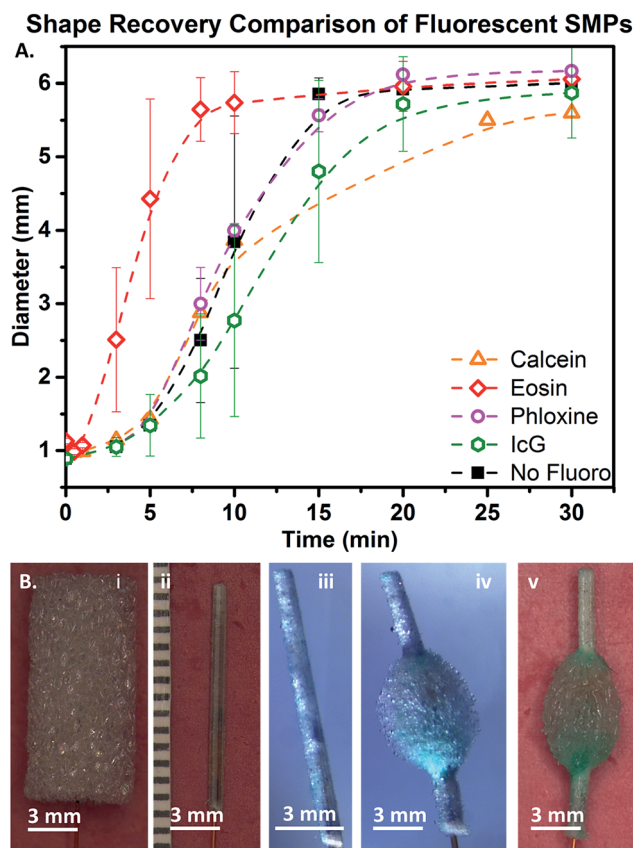 Shape Recovery Comparison of Fluorescent SMPs
A.
6
5
4
3
2
1
Diameter (mm)
Calcein
Eosin
Phloxine
IcG
No Fluoro
0 5 10 15 20 25 30
Time (min)
B. i ii iii iv v
3 mm 3 mm 3 mm 3 mm 3 mm